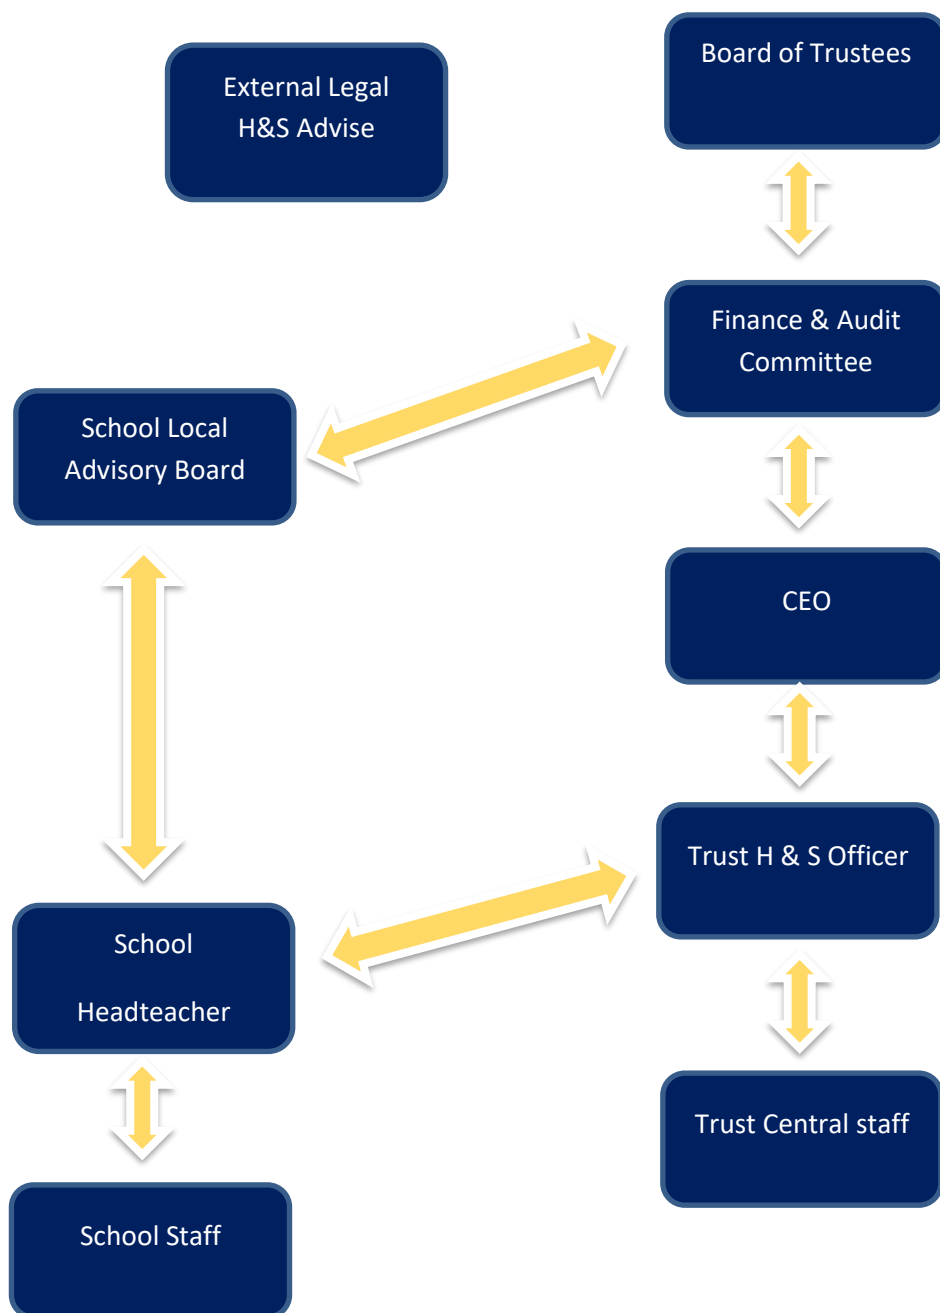 External Legal
H&S Advise
Board of Trustees
Finance & Audit
Committee
School Local
Advisory Board
CEO
Trust H & S Officer
School
Headteacher
Trust Central staff
School Staff